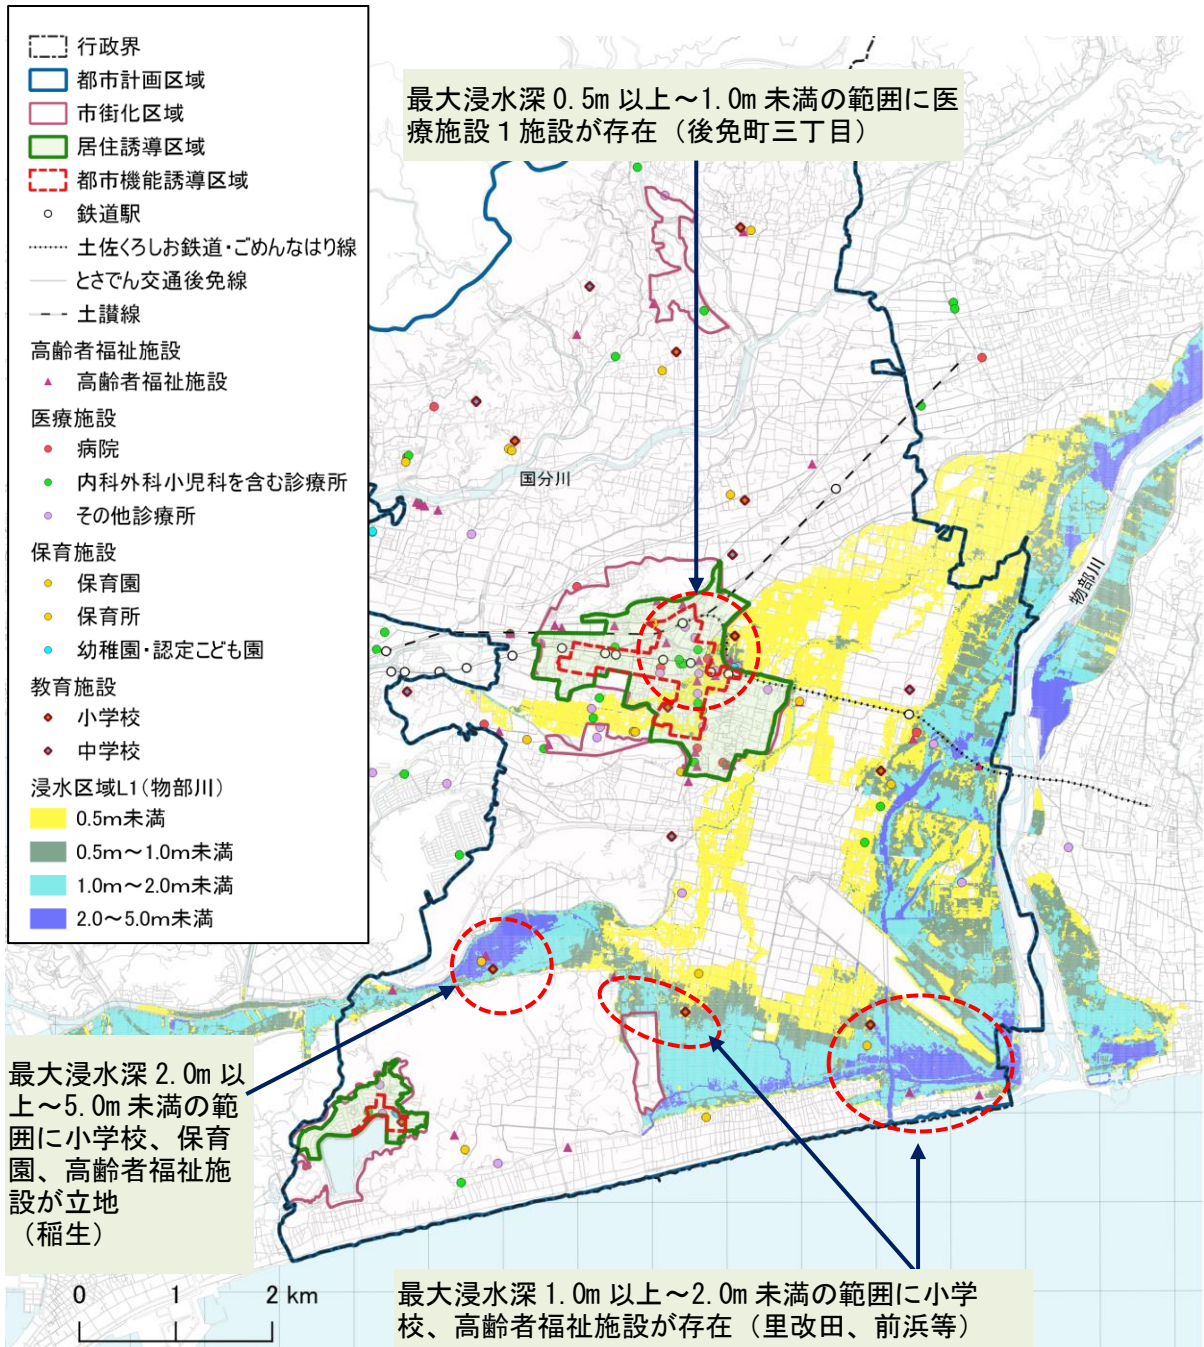 行政界
都市計画区域
市街化区域
居住誘導区域
都市機能誘導区域
鉄道駅
土佐くろしお鉄道・ごめんなはり線
とさでん交通後免線
土讃線
高齢者福祉施設
高齢者福祉施設
医療施設
病院
内科外科小児科を含む診療所
その他診療所
保育施設
保育園
保育所
幼稚園・認定こども園
教育施設
小学校
中学校
浸水区域L1(物部川)
0.5m未満
0.5m～1.0m未満
1.0m～2.0m未満
2.0～5.0m未満
最大浸水深 0.5m 以上～1.0m 未満の範囲に医
療施設１施設が存在（後免町三丁目）
国分川
物部川
最大浸水深 2.0m 以
上～5.0m 未満の範
囲に小学校、保育
園、高齢者福祉施
設が立地
（稲生）
最大浸水深 1.0m 以上～2.0m 未満の範囲に小学
校、高齢者福祉施設が存在（里改田、前浜等）
0 1 2 km